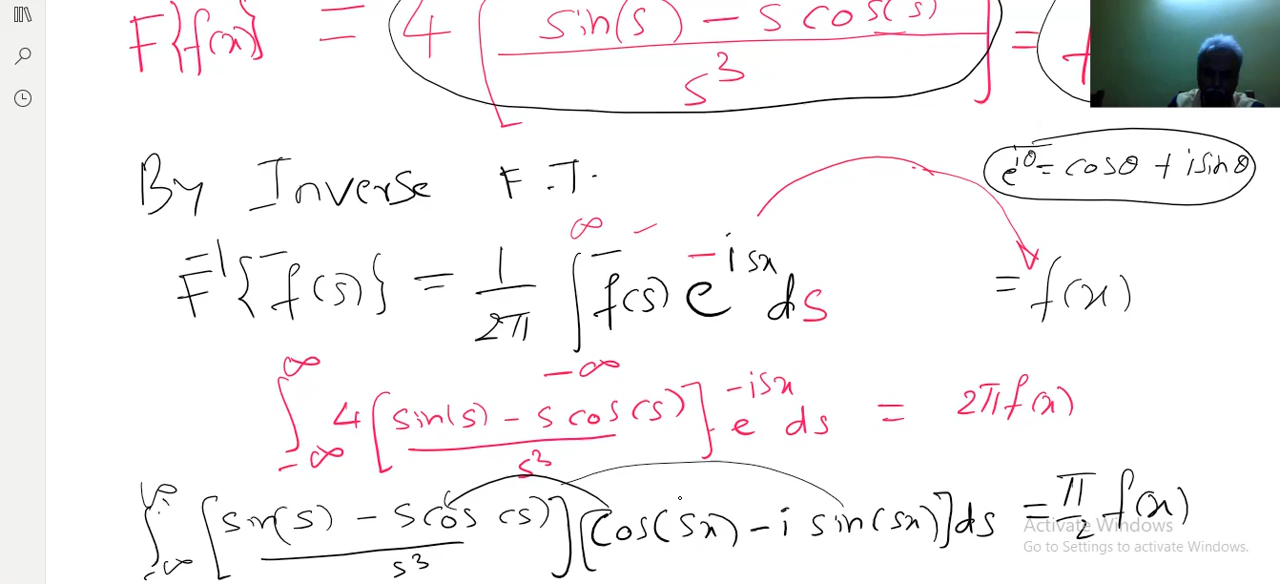 F{f(x)} = 4 [ sin(s) - s cos(s) / s³ ] =
e^iθ = cosθ + i sinθ
By Inverse F.T.
F⁻¹{f̄(s)} = 1/2π ∫_{-∞}^{∞} f̄(s) e^{-isx} ds = f(x)
∫_{-∞}^{∞} 4 [ sin(s) - s cos(s) / s³ ] e^{-isx} ds = 2π f(x)
∫_{-∞}^{∞} [ sin(s) - s cos(s) / s³ ] [cos(sx) - i sin(sx)] ds = π/2 f(x)
Activate Windows
Go to Settings to activate Windows.